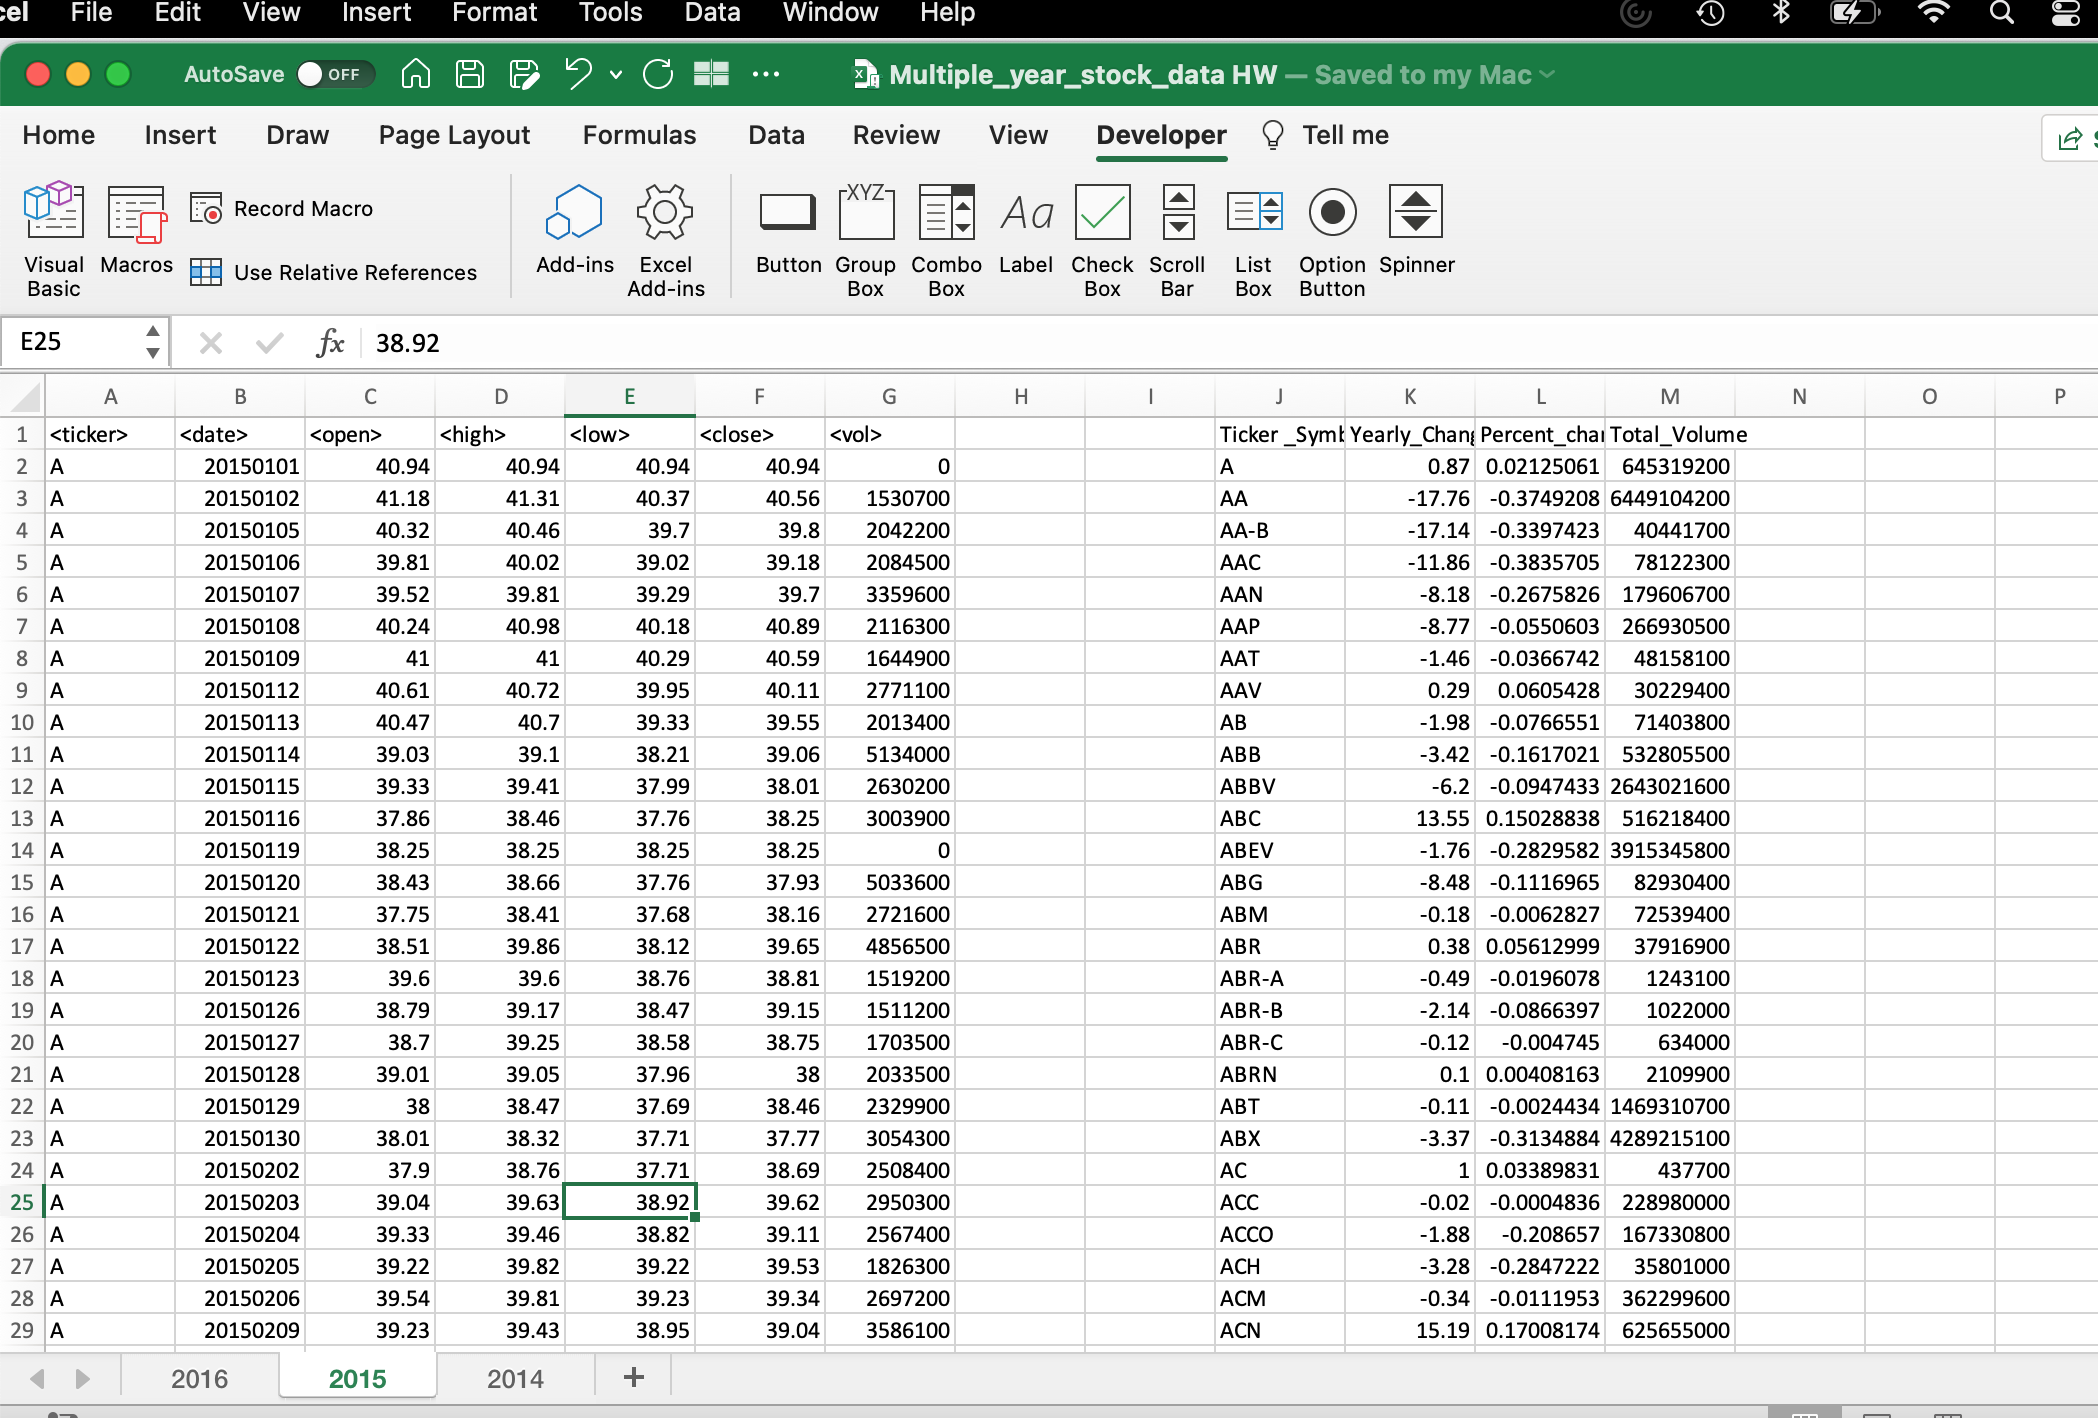 cel File Edit View Insert Format Tools Data Window Help
AutoSave OFF Multiple_year_stock_data HW — Saved to my Mac
Home Insert Draw Page Layout Formulas Data Review View Developer Tell me
Visual Basic Macros Record Macro Use Relative References Add-ins Excel Add-ins Button XYZ Group Box Combo Box Aa Label Check Box Scroll Bar List Box Option Button Spinner
E25 fx 38.92
A B C D E F G H I J K L M N O P
1 <ticker> <date> <open> <high> <low> <close> <vol> Ticker _Symb Yearly_Chang Percent_chan Total_Volume
2 A 20150101 40.94 40.94 40.94 40.94 0 A 0.87 0.02125061 645319200
3 A 20150102 41.18 41.31 40.37 40.56 1530700 AA -17.76 -0.3749208 6449104200
4 A 20150105 40.32 40.46 39.7 39.8 2042200 AA-B -17.14 -0.3397423 40441700
5 A 20150106 39.81 40.02 39.02 39.18 2084500 AAC -11.86 -0.3835705 78122300
6 A 20150107 39.52 39.81 39.29 39.7 3359600 AAN -8.18 -0.2675826 179606700
7 A 20150108 40.24 40.98 40.18 40.89 2116300 AAP -8.77 -0.0550603 266930500
8 A 20150109 41 41 40.29 40.59 1644900 AAT -1.46 -0.0366742 48158100
9 A 20150112 40.61 40.72 39.95 40.11 2771100 AAV 0.29 0.0605428 30229400
10 A 20150113 40.47 40.7 39.33 39.55 2013400 AB -1.98 -0.0766551 71403800
11 A 20150114 39.03 39.1 38.21 39.06 5134000 ABB -3.42 -0.1617021 532805500
12 A 20150115 39.33 39.41 37.99 38.01 2630200 ABBV -6.2 -0.0947433 2643021600
13 A 20150116 37.86 38.46 37.76 38.25 3003900 ABC 13.55 0.15028838 516218400
14 A 20150119 38.25 38.25 38.25 38.25 0 ABEV -1.76 -0.2829582 3915345800
15 A 20150120 38.43 38.66 37.76 37.93 5033600 ABG -8.48 -0.1116965 82930400
16 A 20150121 37.75 38.41 37.68 38.16 2721600 ABM -0.18 -0.0062827 72539400
17 A 20150122 38.51 39.86 38.12 39.65 4856500 ABR 0.38 0.05612999 37916900
18 A 20150123 39.6 39.6 38.76 38.81 1519200 ABR-A -0.49 -0.0196078 1243100
19 A 20150126 38.79 39.17 38.47 39.15 1511200 ABR-B -2.14 -0.0866397 1022000
20 A 20150127 38.7 39.25 38.58 38.75 1703500 ABR-C -0.12 -0.004745 634000
21 A 20150128 39.01 39.05 37.96 38 2033500 ABRN 0.1 0.00408163 2109900
22 A 20150129 38 38.47 37.69 38.46 2329900 ABT -0.11 -0.0024434 1469310700
23 A 20150130 38.01 38.32 37.71 37.77 3054300 ABX -3.37 -0.3134884 4289215100
24 A 20150202 37.9 38.76 37.71 38.69 2508400 AC 1 0.03389831 437700
25 A 20150203 39.04 39.63 38.92 39.62 2950300 ACC -0.02 -0.0004836 228980000
26 A 20150204 39.33 39.46 38.82 39.11 2567400 ACCO -1.88 -0.208657 167330800
27 A 20150205 39.22 39.82 39.22 39.53 1826300 ACH -3.28 -0.2847222 35801000
28 A 20150206 39.54 39.81 39.23 39.34 2697200 ACM -0.34 -0.0111953 362299600
29 A 20150209 39.23 39.43 38.95 39.04 3586100 ACN 15.19 0.17008174 625655000
2016 2015 2014 +